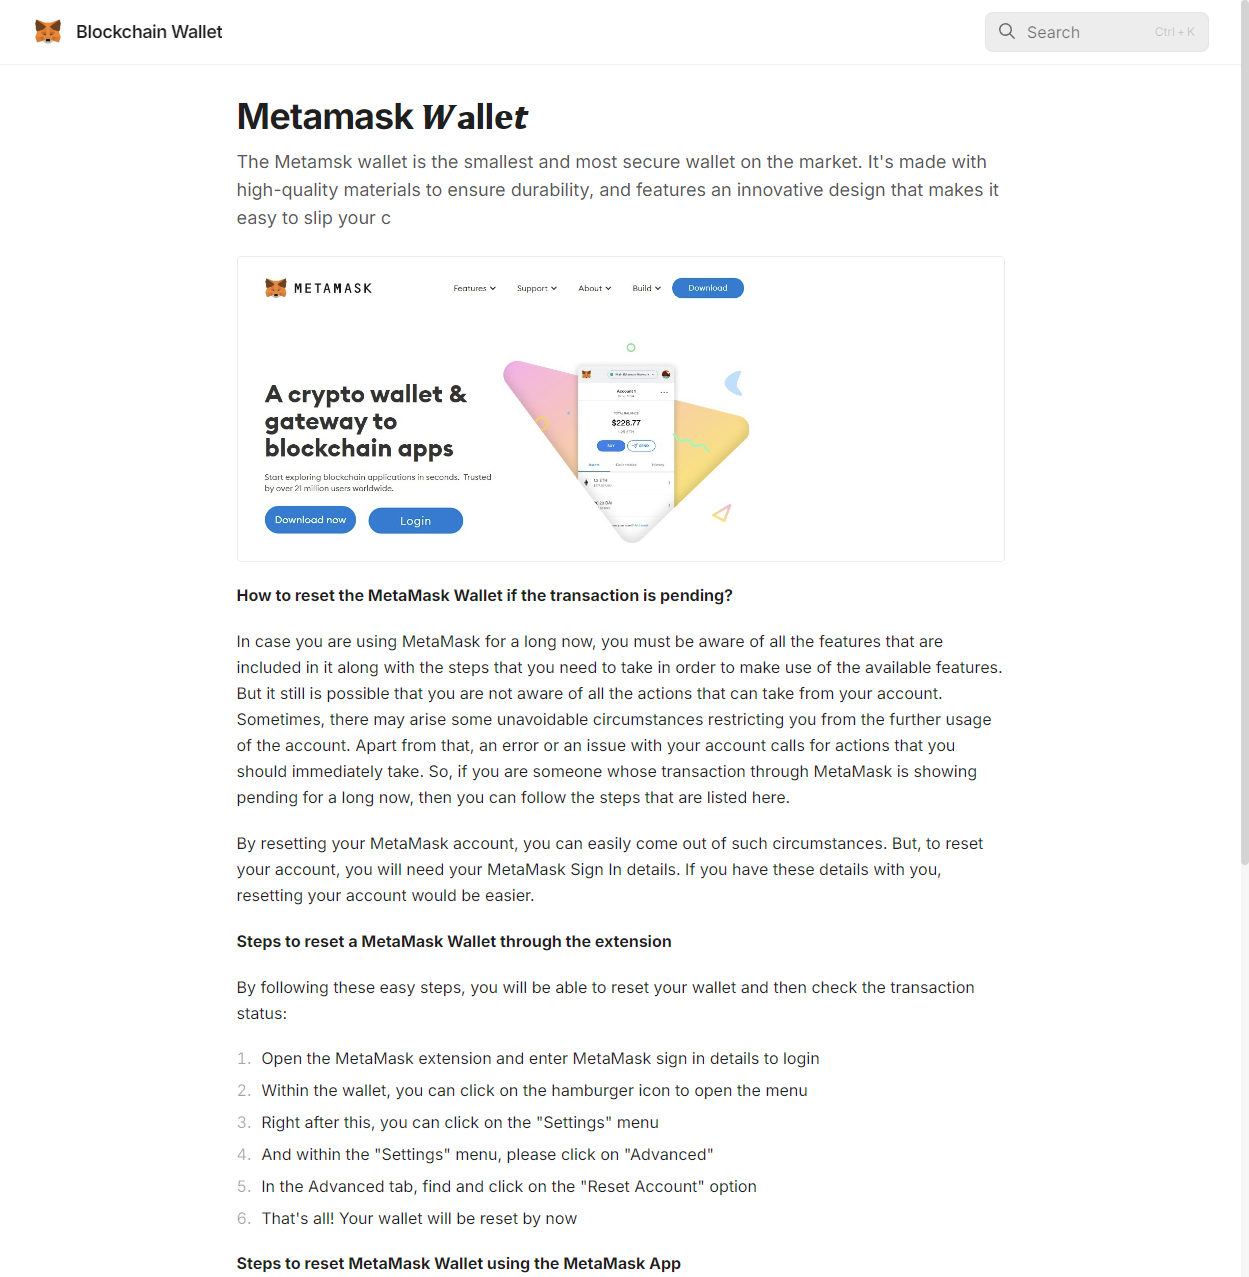 Blockchain Wallet
Search
Ctrl + K
Metamask Wallet
The Metamsk wallet is the smallest and most secure wallet on the market. It's made with
high-quality materials to ensure durability, and features an innovative design that makes it
easy to slip your c
METAMASK
Features
Support
About
Build
Download
A crypto wallet &
gateway to
blockchain apps
Start exploring blockchain applications in seconds. Trusted
by over 21 million users worldwide.
Download now
Login
Account 1
TOTAL BALANCE
$226.77
BUY
SEND
How to reset the MetaMask Wallet if the transaction is pending?
In case you are using MetaMask for a long now, you must be aware of all the features that are
included in it along with the steps that you need to take in order to make use of the available features.
But it still is possible that you are not aware of all the actions that can take from your account.
Sometimes, there may arise some unavoidable circumstances restricting you from the further usage
of the account. Apart from that, an error or an issue with your account calls for actions that you
should immediately take. So, if you are someone whose transaction through MetaMask is showing
pending for a long now, then you can follow the steps that are listed here.
By resetting your MetaMask account, you can easily come out of such circumstances. But, to reset
your account, you will need your MetaMask Sign In details. If you have these details with you,
resetting your account would be easier.
Steps to reset a MetaMask Wallet through the extension
By following these easy steps, you will be able to reset your wallet and then check the transaction
status:
1. Open the MetaMask extension and enter MetaMask sign in details to login
2. Within the wallet, you can click on the hamburger icon to open the menu
3. Right after this, you can click on the "Settings" menu
4. And within the "Settings" menu, please click on "Advanced"
5. In the Advanced tab, find and click on the "Reset Account" option
6. That's all! Your wallet will be reset by now
Steps to reset MetaMask Wallet using the MetaMask App